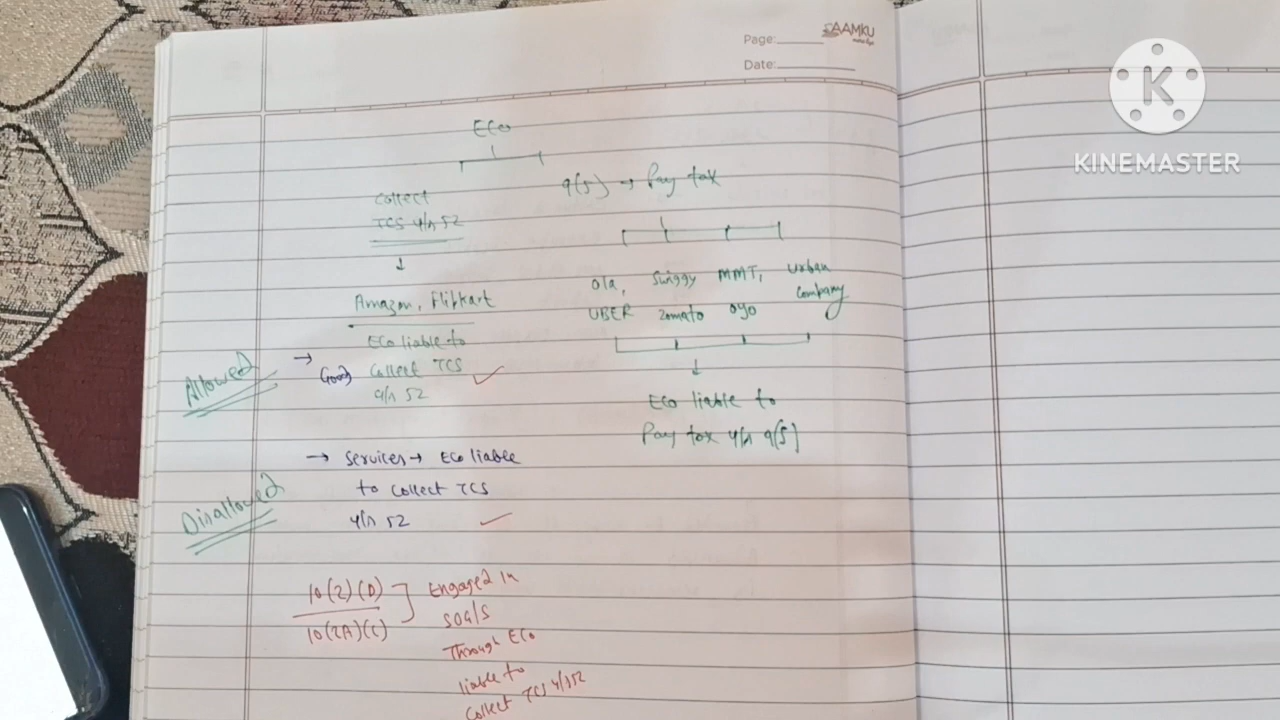 Page:
SAAMKU
Date:
KINEMASTER
ECO
Collect
TCS u/s 52
9(5) → Pay tax
Amazon, Flipkart
ECO liable to
Collect TCS
u/s 52
Ola, Swiggy MMT, Urban
UBER Zomato oyo Company
ECO liable to
Pay tax u/s 9(5)
Allowed
→ Goods
→ Services → ECO liable
to collect TCS
u/s 52
Disallowed
10(2)(D)
10(2A)(C)
Engaged in
SOG/S
Through ECO
liable to
Collect TCS u/s 52